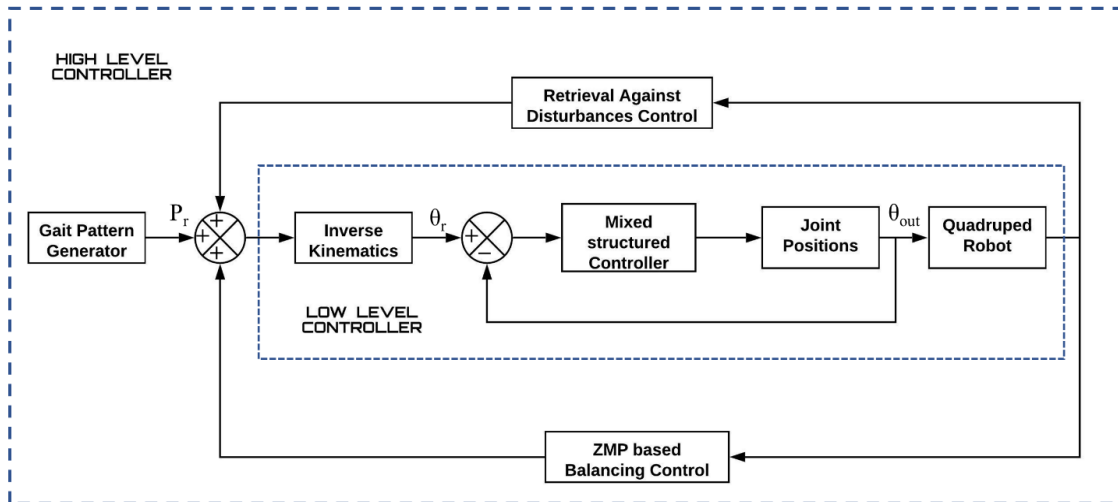 HIGH LEVEL
CONTROLLER
Retrieval Against
Disturbances Control
Gait Pattern
Generator
Pᵣ
+
+
+
Inverse
Kinematics
θᵣ
+
−
Mixed
structured
Controller
Joint
Positions
θₒᵤₜ
Quadruped
Robot
LOW LEVEL
CONTROLLER
ZMP based
Balancing Control